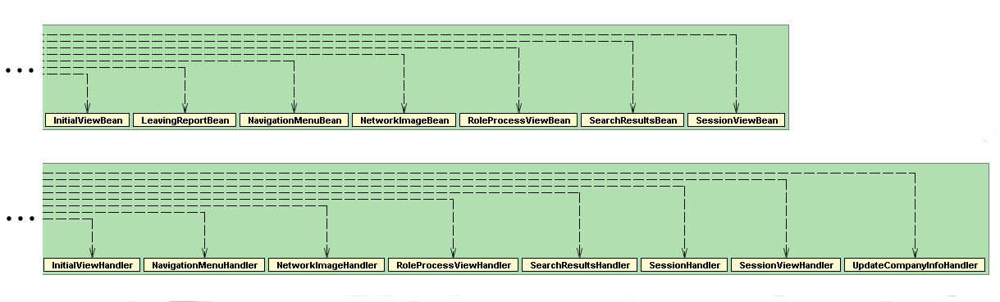 ...
InitialViewBean LeavingReportBean NavigationMenuBean NetworkImageBean RoleProcessViewBean SearchResultsBean SessionViewBean
...
InitialViewHandler NavigationMenuHandler NetworkImageHandler RoleProcessViewHandler SearchResultsHandler SessionHandler SessionViewHandler UpdateCompanyInfoHandler